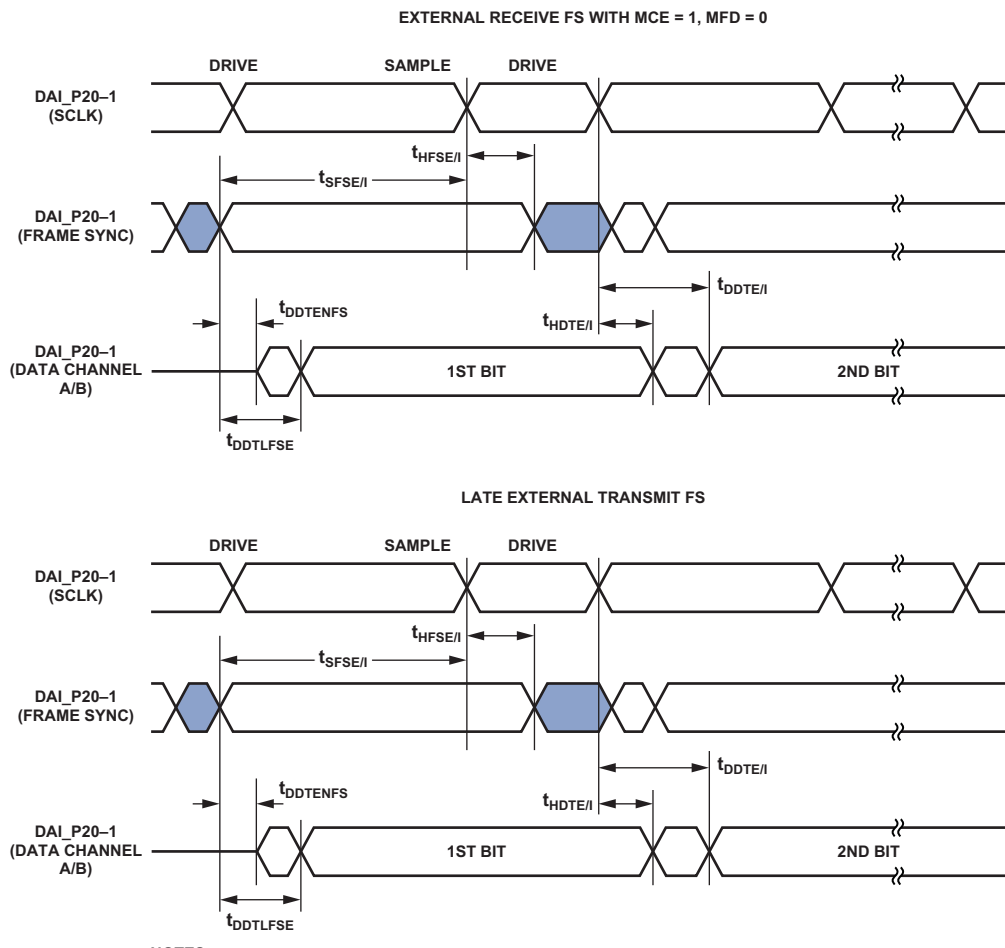 EXTERNAL RECEIVE FS WITH MCE = 1, MFD = 0
DRIVE SAMPLE DRIVE
DAI_P20–1
(SCLK)
tHFSE/I
tSFSE/I
DAI_P20–1
(FRAME SYNC)
tDDTE/I
tDDTENFS
tHDTE/I
DAI_P20–1
(DATA CHANNEL
A/B)
1ST BIT 2ND BIT
tDDTLFSE
LATE EXTERNAL TRANSMIT FS
DRIVE SAMPLE DRIVE
DAI_P20–1
(SCLK)
tHFSE/I
tSFSE/I
DAI_P20–1
(FRAME SYNC)
tDDTE/I
tDDTENFS
tHDTE/I
DAI_P20–1
(DATA CHANNEL
A/B)
1ST BIT 2ND BIT
tDDTLFSE